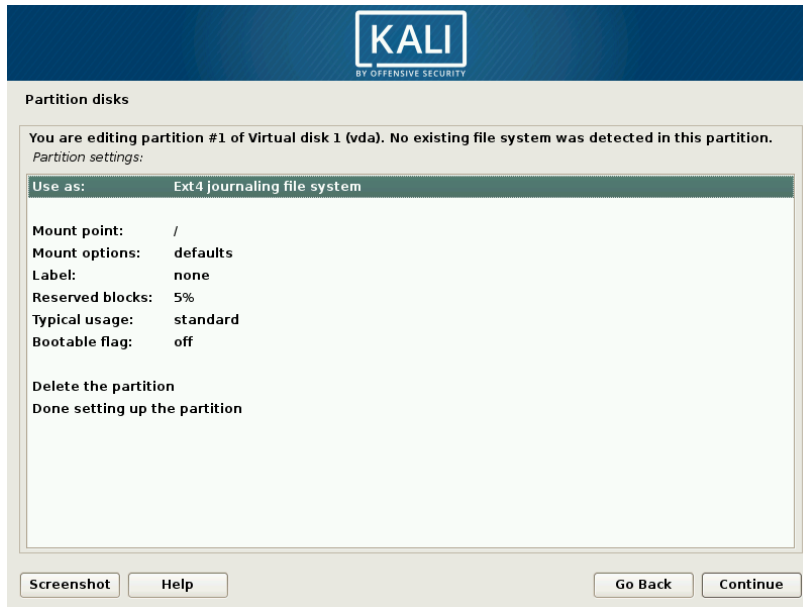 KALI
BY OFFENSIVE SECURITY
Partition disks
You are editing partition #1 of Virtual disk 1 (vda). No existing file system was detected in this partition.
Partition settings:
Use as: Ext4 journaling file system
Mount point: /
Mount options: defaults
Label: none
Reserved blocks: 5%
Typical usage: standard
Bootable flag: off
Delete the partition
Done setting up the partition
Screenshot Help Go Back Continue